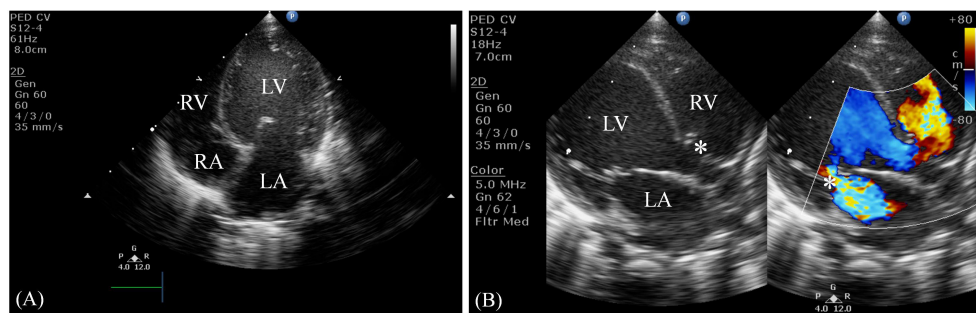 PED CV
S12-4
61Hz
8.0cm
2D
Gen
Gn 60
60
4/3/0
35 mm/s
P
RV
LV
RA
LA
G
P R
4.0 12.0
(A)
PED CV
S12-4
18Hz
7.0cm
2D
Gen
Gn 60
60
4/3/0
35 mm/s
Color
5.0 MHz
Gn 62
4/6/1
Fltr Med
P
LV
RV
*
LA
P
+80
c
m
/
s
-80
*
G
P R
4.0 12.0
(B)